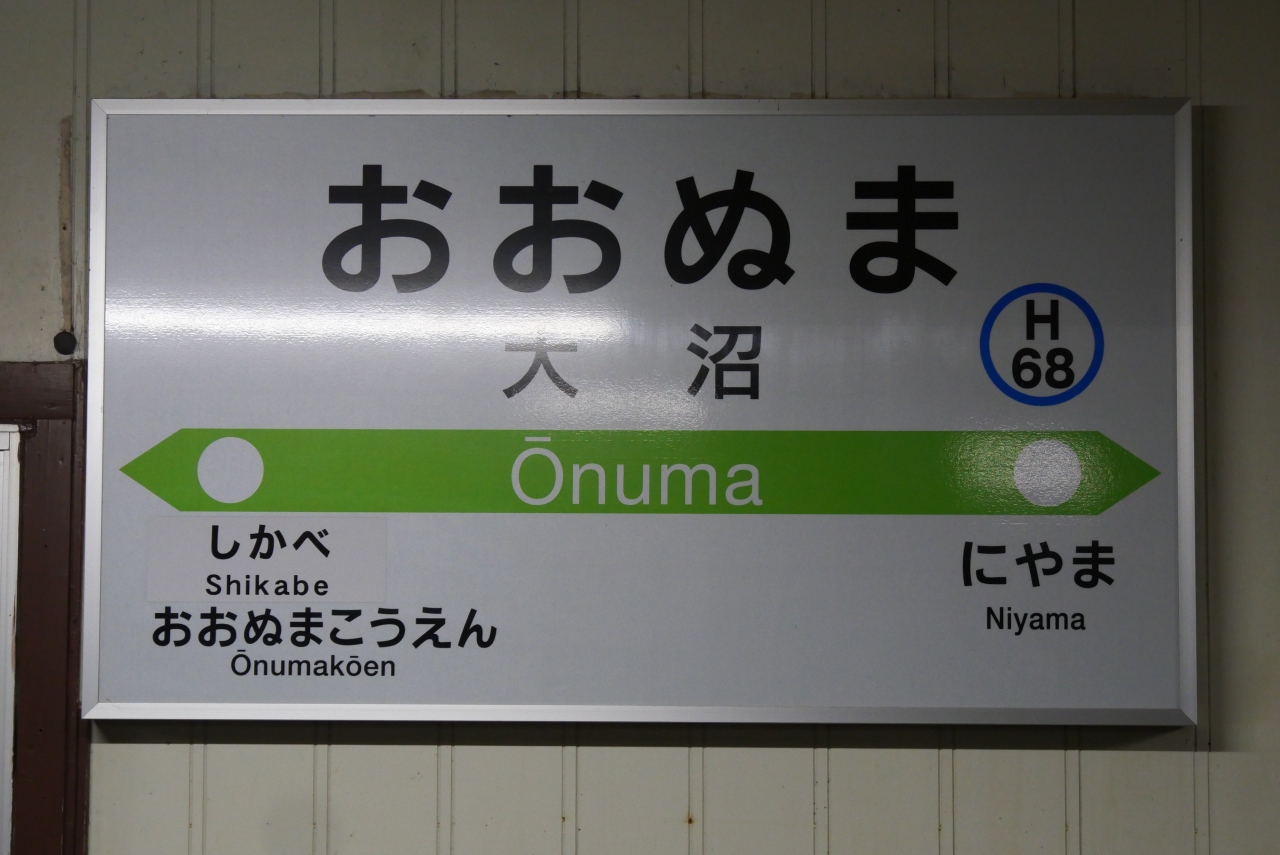 おおぬま
大沼
H
68
Ōnuma
しかべ
Shikabe
おおぬまこうえん
Ōnumakōen
にやま
Niyama